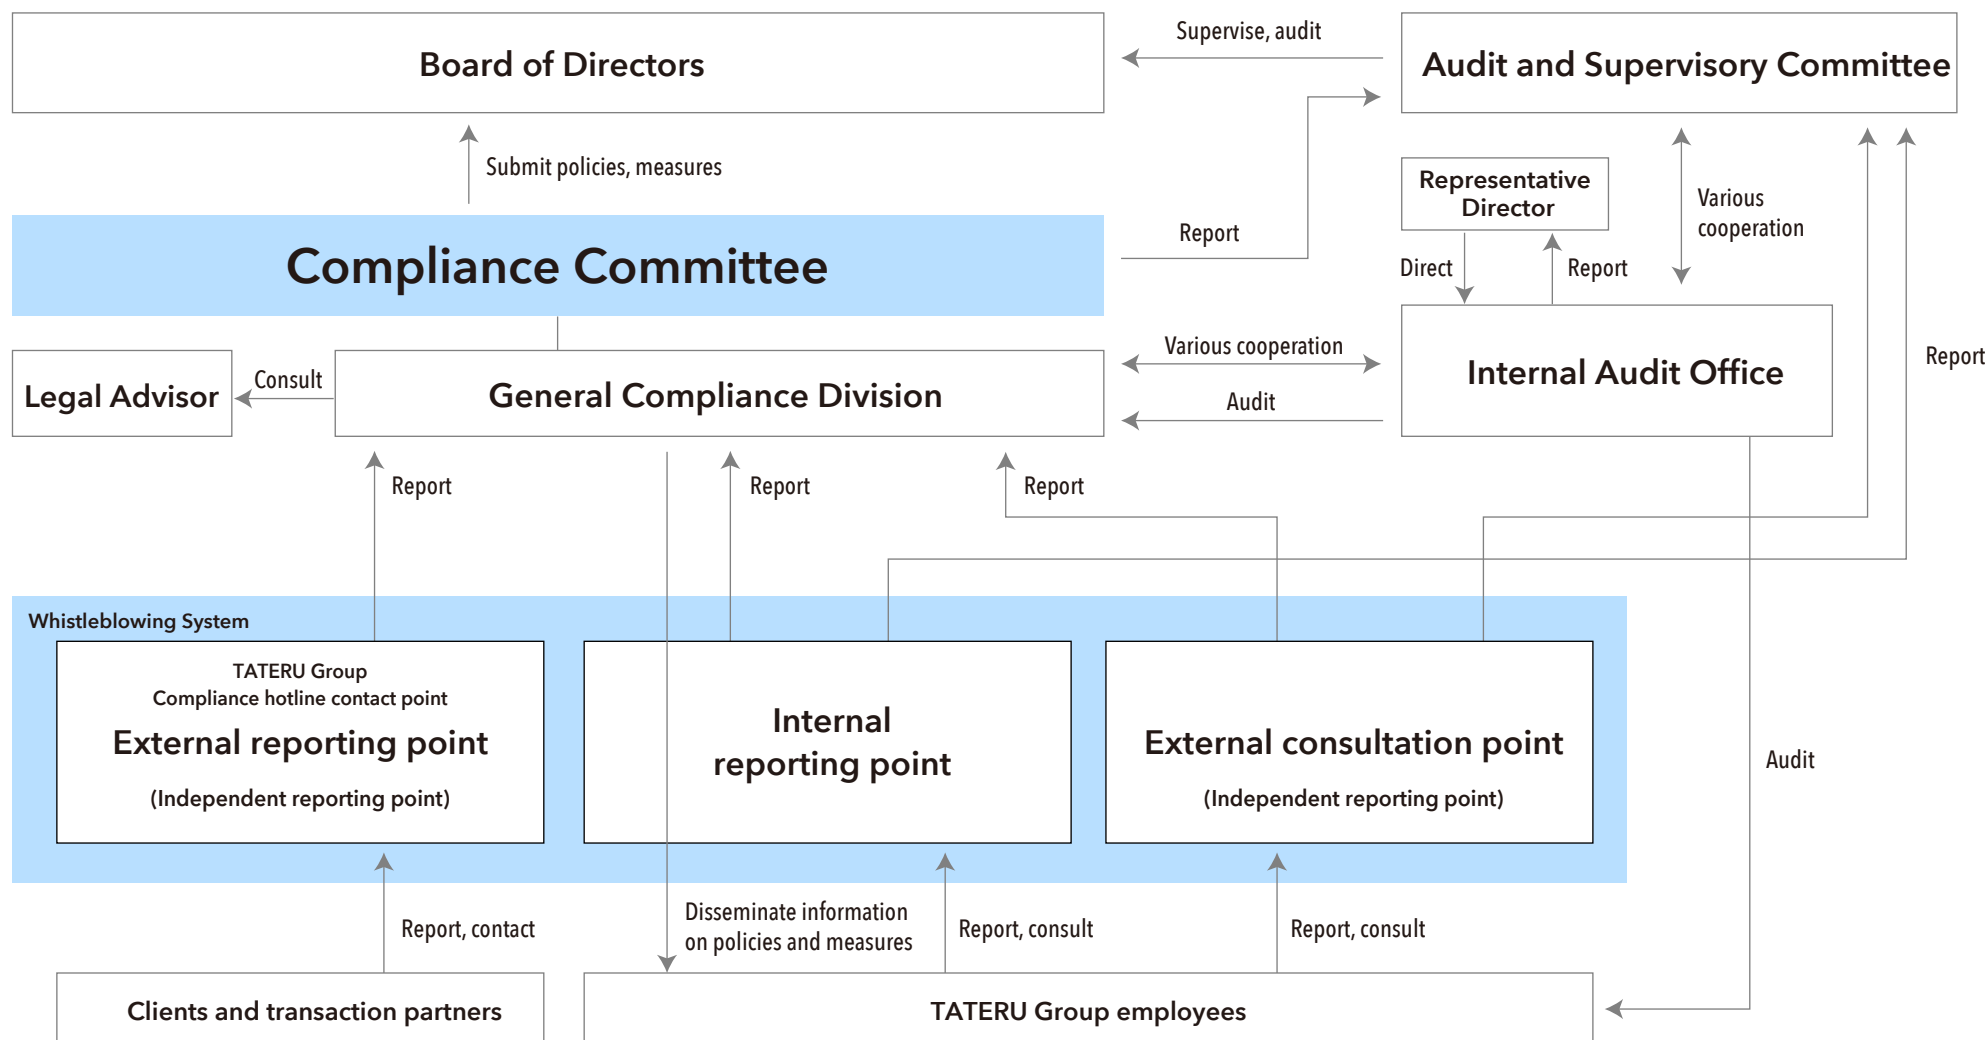 Board of Directors
Supervise, audit
Audit and Supervisory Committee
Submit policies, measures
Representative
Director
Various
cooperation
Compliance Committee
Report
Direct
Report
Various cooperation
Report
Legal Advisor
Consult
General Compliance Division
Internal Audit Office
Audit
Report
Report
Report
Whistleblowing System
TATERU Group
Compliance hotline contact point
External reporting point
(Independent reporting point)
Internal
reporting point
External consultation point
(Independent reporting point)
Audit
Report, contact
Disseminate information
on policies and measures
Report, consult
Report, consult
Clients and transaction partners
TATERU Group employees